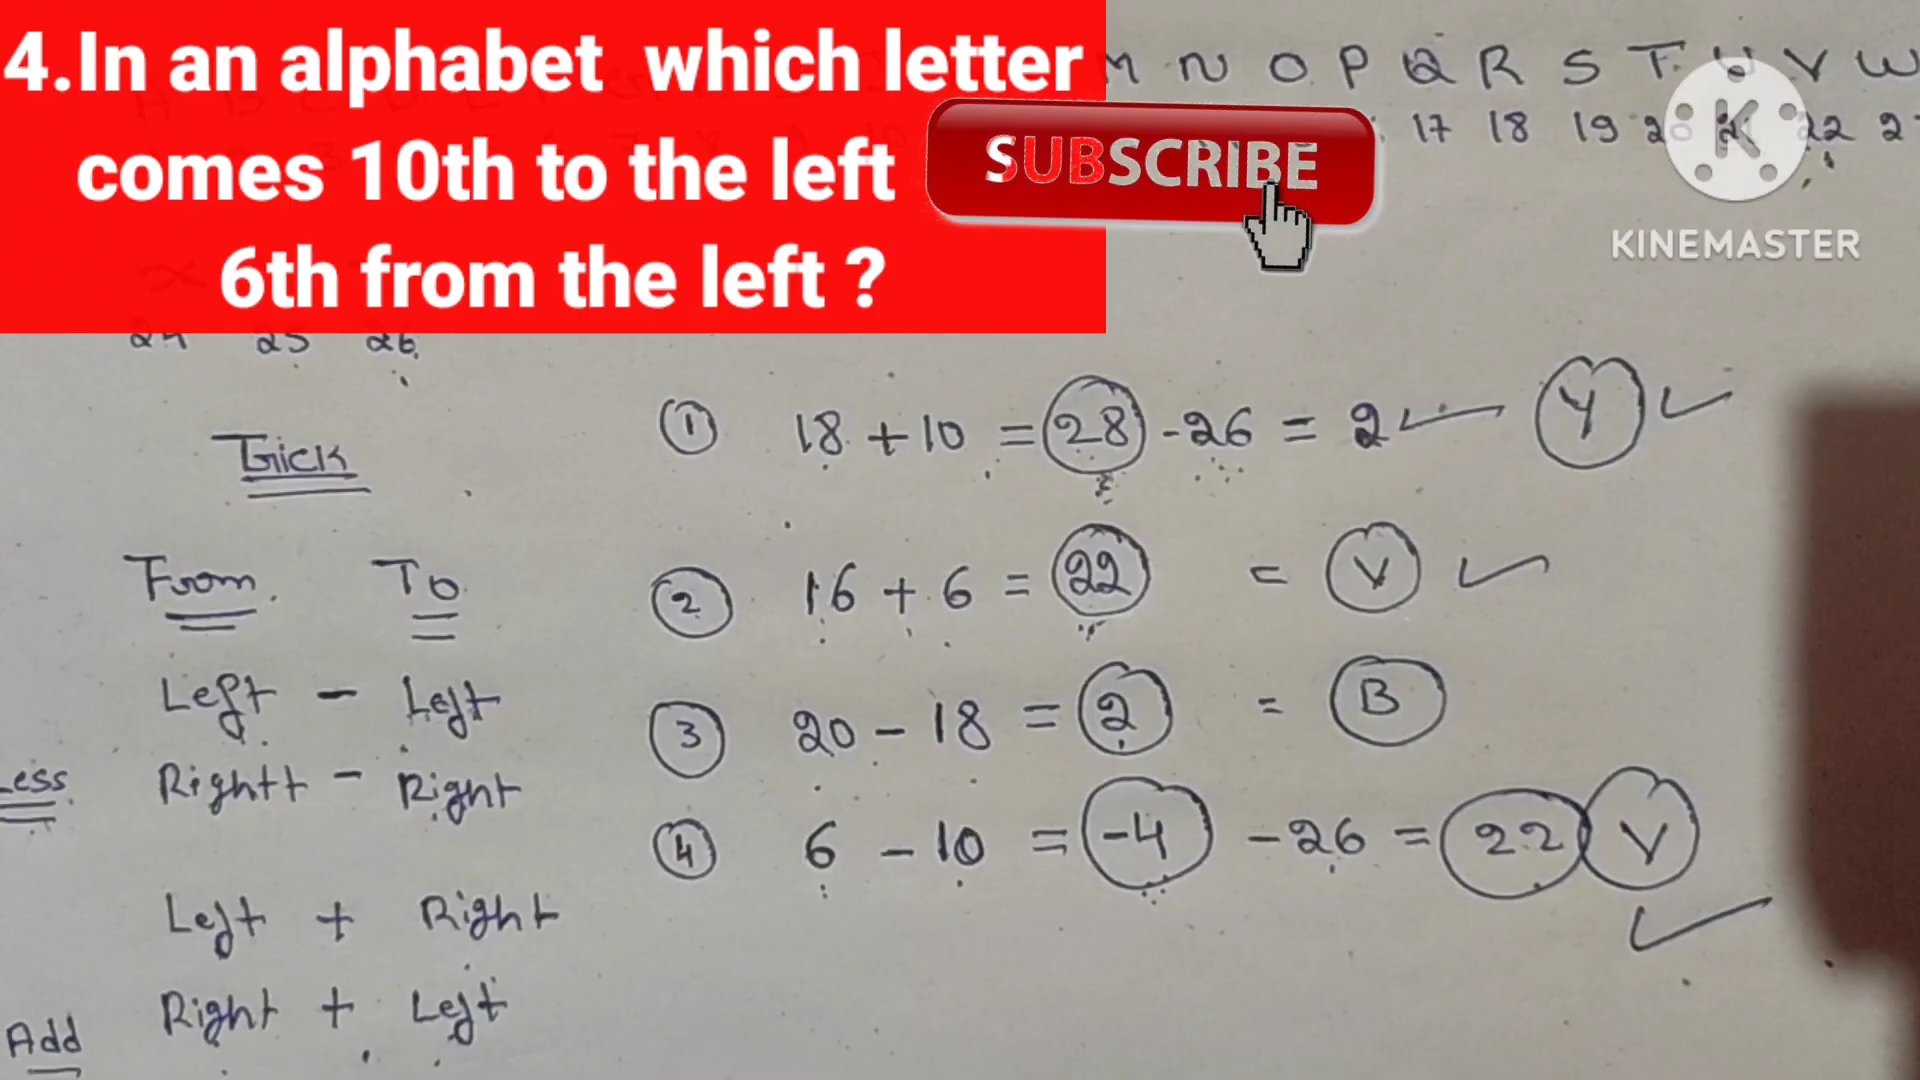 4.In an alphabet which letter
comes 10th to the left
6th from the left ?
M N O P Q R S T U V W
17 18 19 20 21 22 2
SUBSCRIBE
KINEMASTER
24 25 26
Trick
From To
Left - Left
Less Rightt - Right
Left + Right
Add Right + Left
① 18 + 10 = 28 - 26 = 2 Y
② 16 + 6 = 22 = V
③ 20 - 18 = 2 = B
④ 6 - 10 = -4 - 26 = 22 V